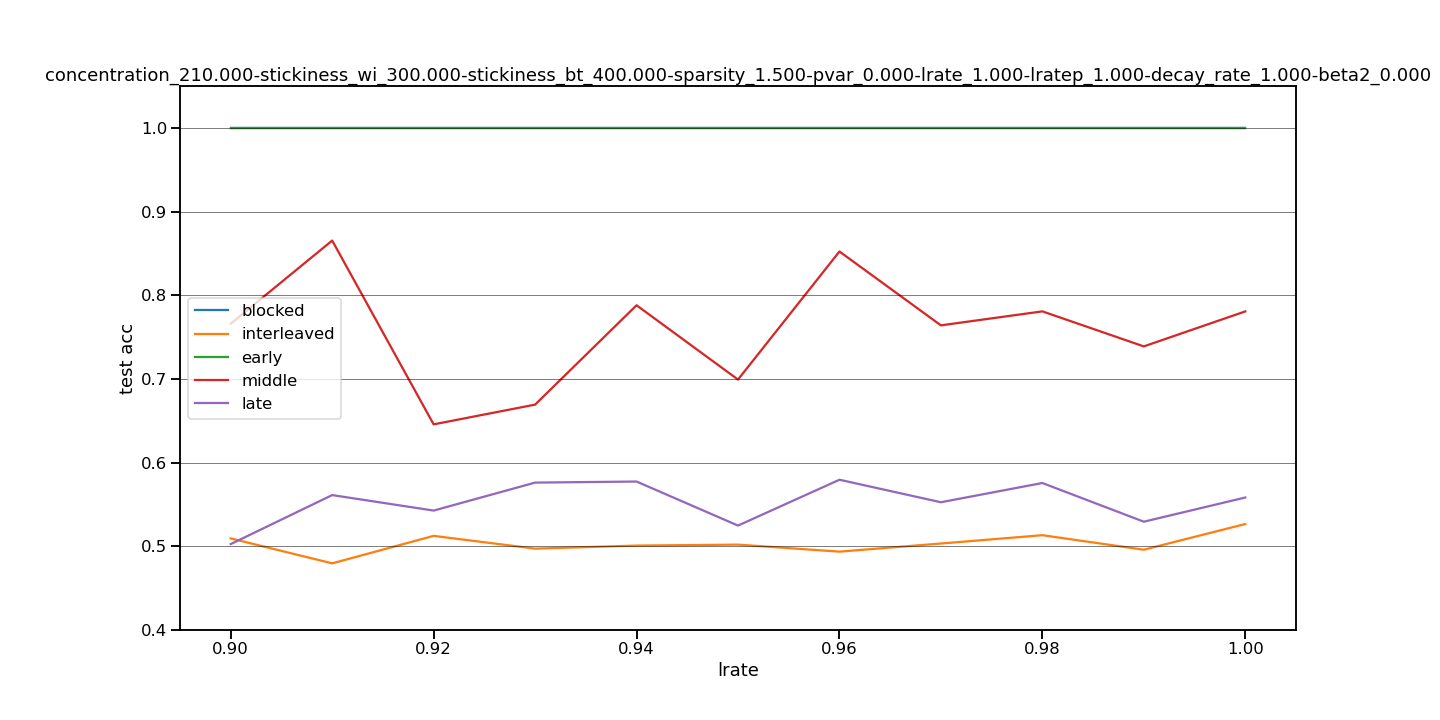 concentration_210.000-stickiness_wi_300.000-stickiness_bt_400.000-sparsity_1.500-pvar_0.000-lrate_1.000-lratep_1.000-decay_rate_1.000-beta2_0.000
1.0
0.9
0.8
0.7
0.6
0.5
0.4
test acc
blocked
interleaved
early
middle
late
0.90 0.92 0.94 0.96 0.98 1.00
lrate